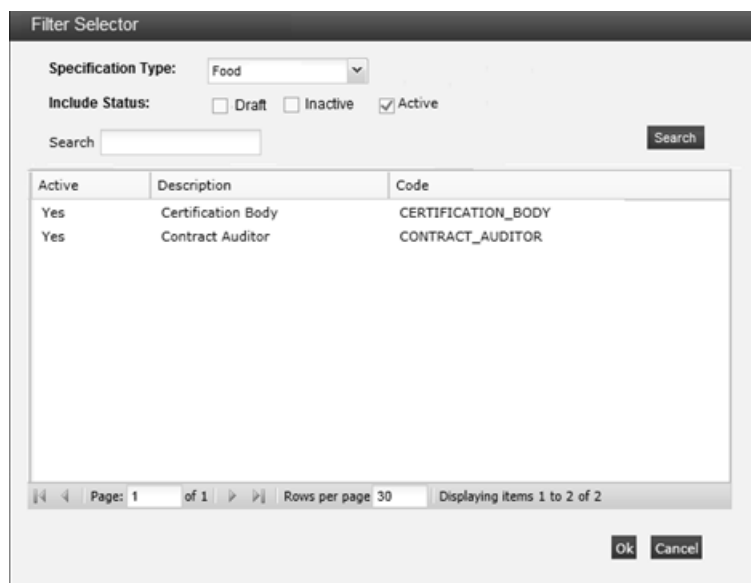 Filter Selector
Specification Type: Food
Include Status: Draft Inactive Active
Search Search
Active Description Code
Yes Certification Body CERTIFICATION_BODY
Yes Contract Auditor CONTRACT_AUDITOR
Page: 1 of 1 Rows per page 30 Displaying items 1 to 2 of 2
Ok Cancel